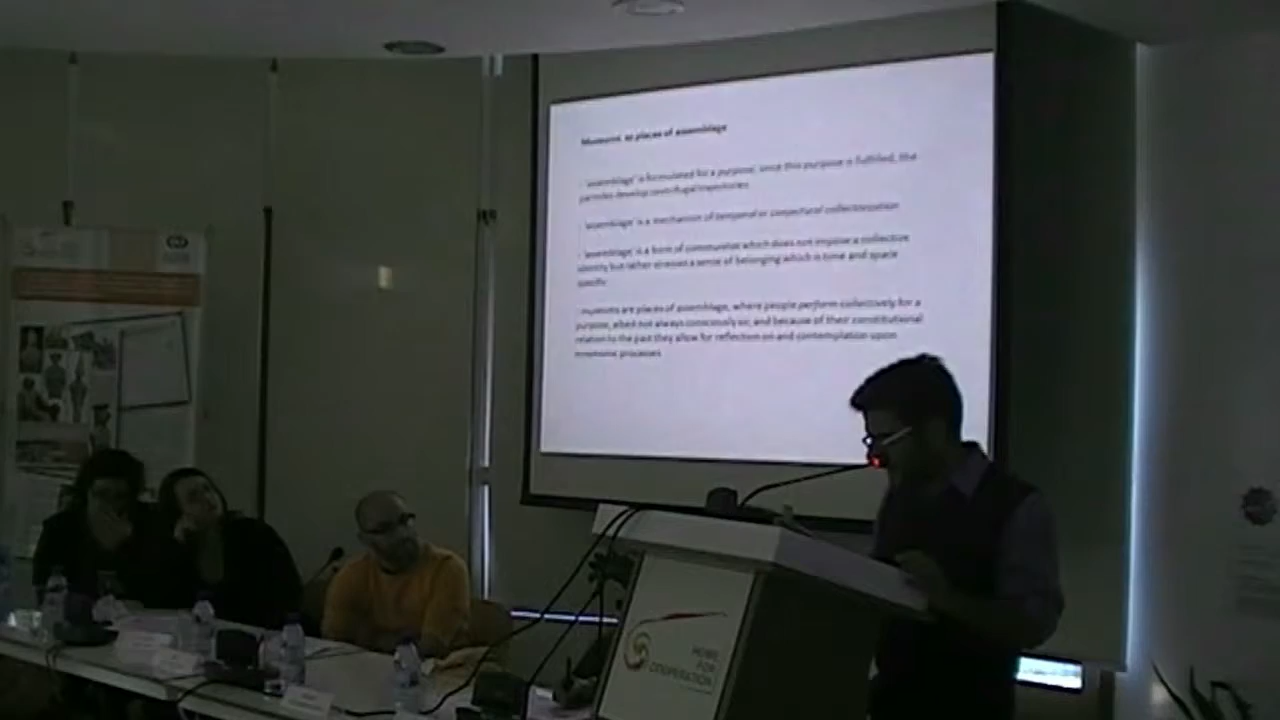 Museums as places of assemblage
- 'assemblage' is formulated for a purpose; once this purpose is fulfilled, the
particles develop centrifugal trajectories
- 'assemblage' is a mechanism of temporal or conjectural collectivization
- 'assemblage' is a form of communitas which does not impose a collective
identity but rather stresses a sense of belonging which is time and space
specific
- museums are places of assemblage, where people perform collectively for a
purpose, albeit not always consciously so, and because of their constitutional
relation to the past they allow for reflection on and contemplation upon
mnemonic processes
HOME
FOR
COOPERATION